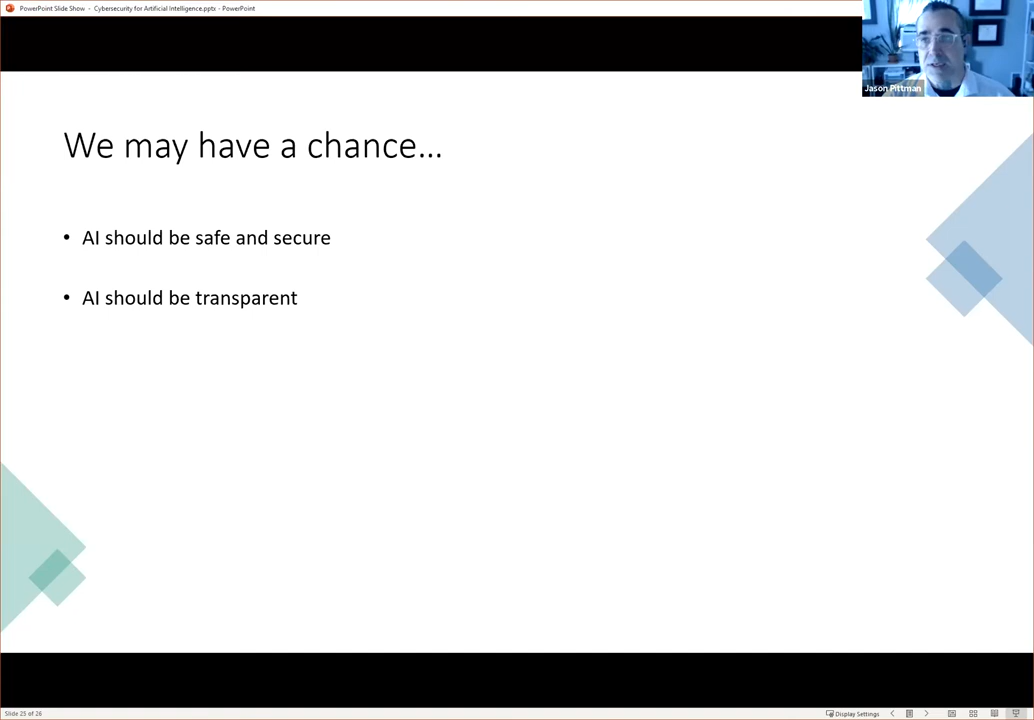 PowerPoint Slide Show - Cybersecurity for Artificial Intelligence.pptx - PowerPoint
Jason Pittman
We may have a chance...
• AI should be safe and secure
• AI should be transparent
Slide 25 of 26
Display Settings